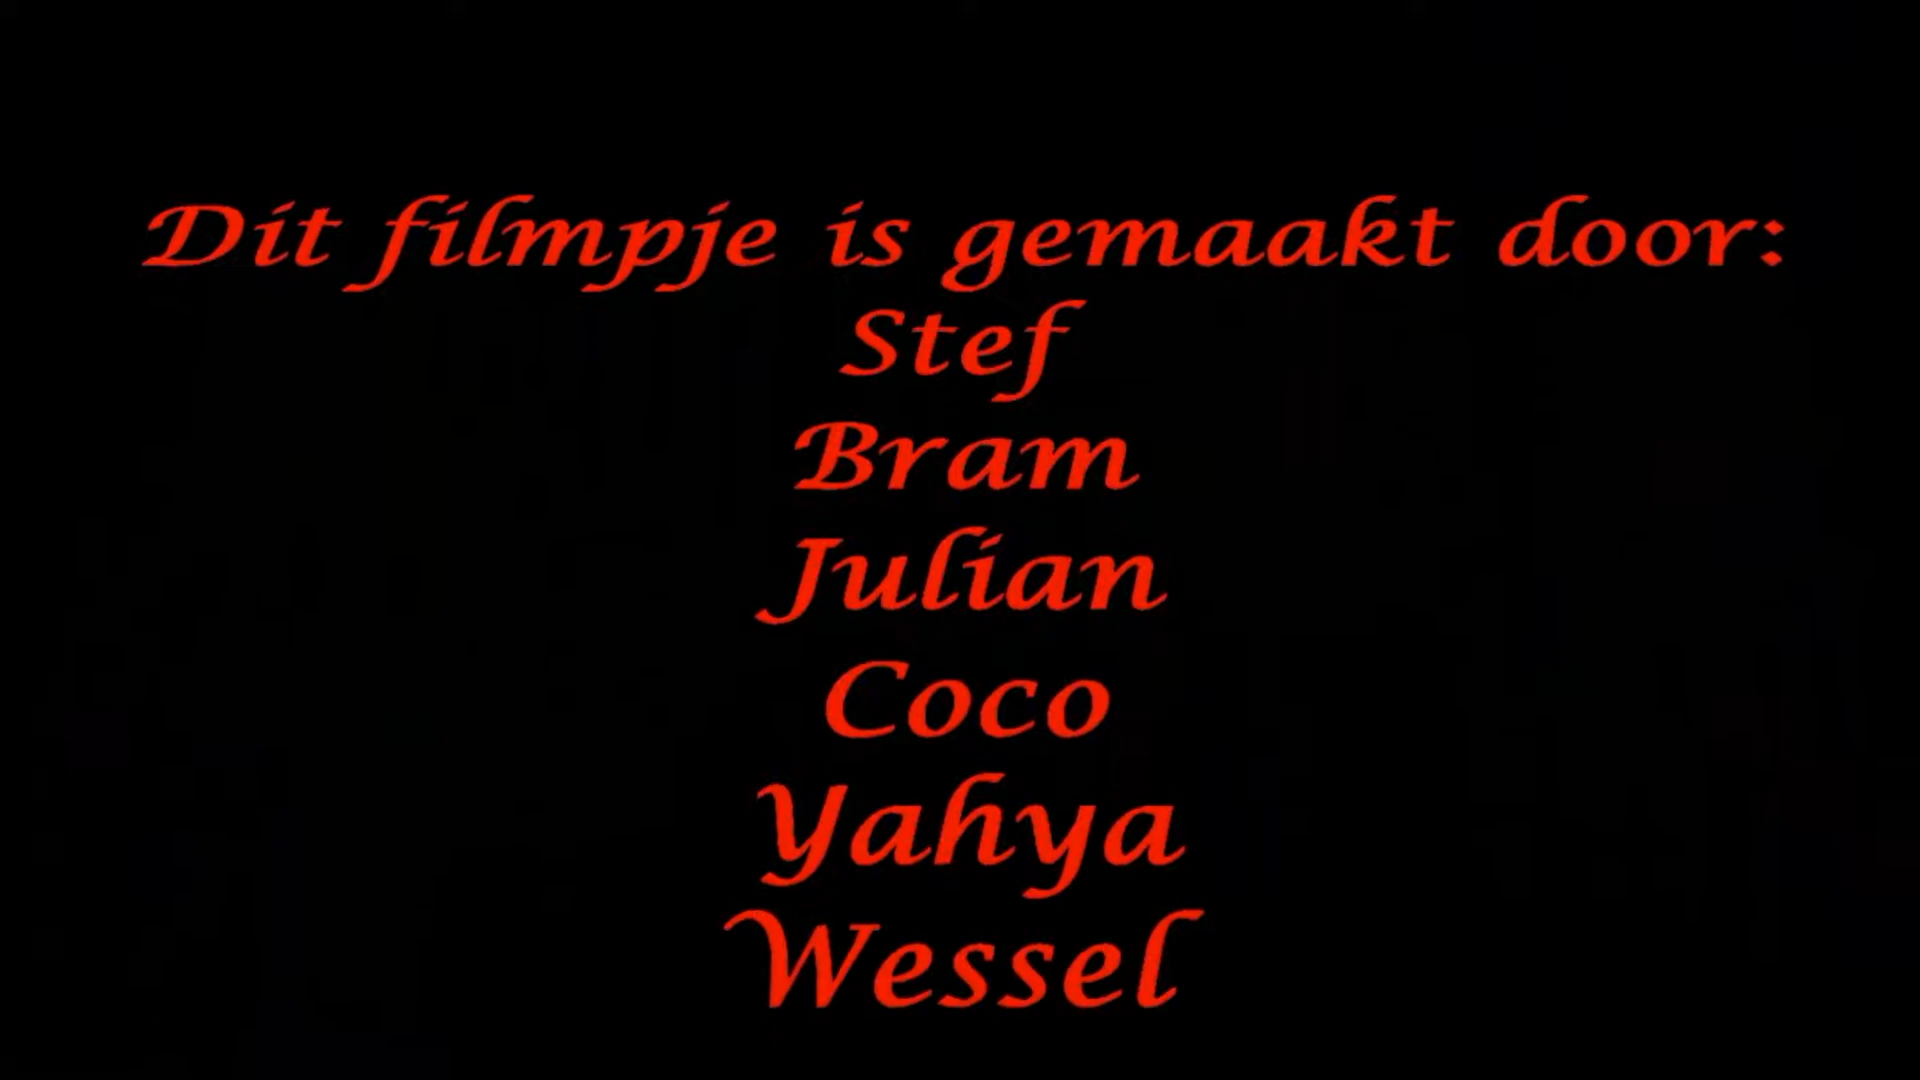 Dit filmpje is gemaakt door:
Stef
Bram
Julian
Coco
Yahya
Wessel